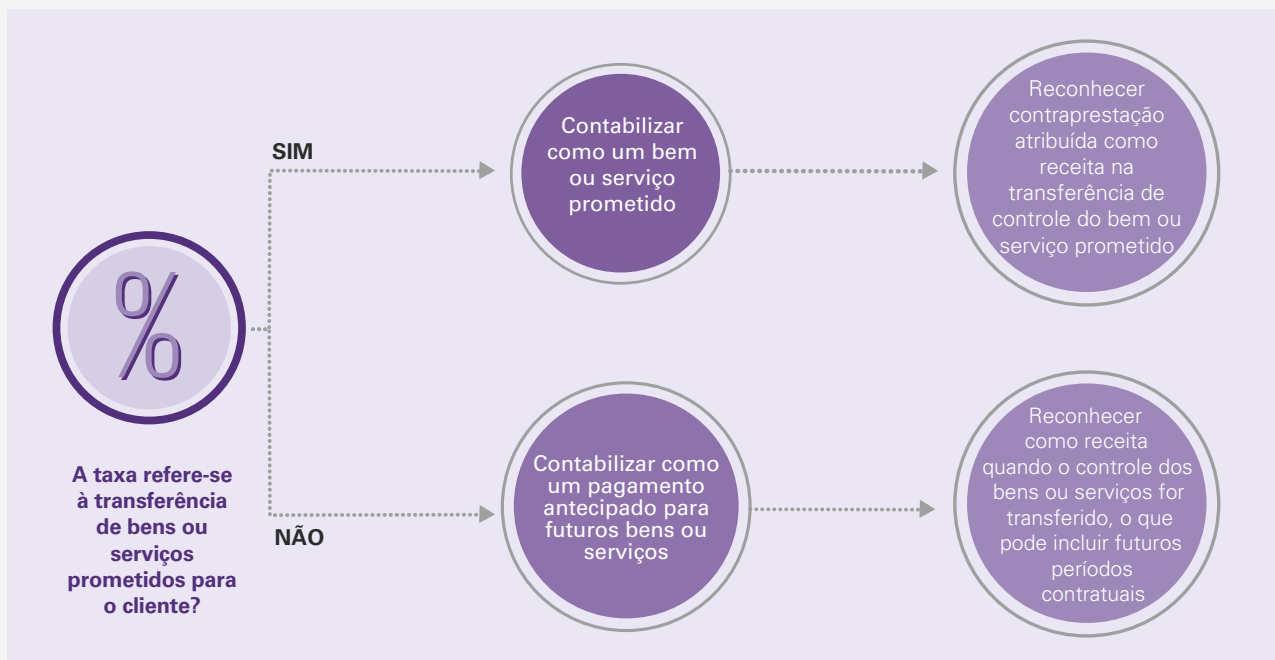 %
A taxa refere-se
à transferência
de bens ou
serviços
prometidos para
o cliente?
SIM
Contabilizar
como um bem
ou serviço
prometido
Reconhecer
contraprestação
atribuída como
receita na
transferência de
controle do bem ou
serviço prometido
NÃO
Contabilizar como
um pagamento
antecipado para
futuros bens ou
serviços
Reconhecer
como receita
quando o controle dos
bens ou serviços for
transferido, o que
pode incluir futuros
períodos
contratuais